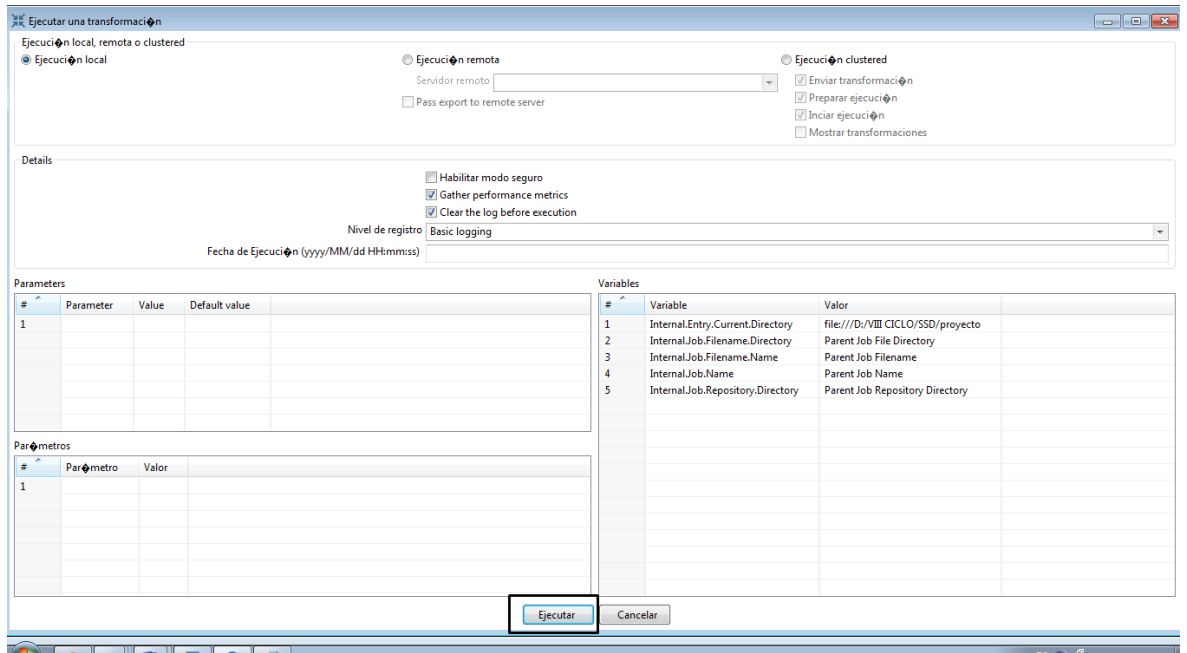 Ejecutar una transformaci�n
Ejecuci�n local, remota o clustered
Ejecuci�n local
Ejecuci�n remota
Ejecuci�n clustered
Servidor remoto
Enviar transformaci�n
Pass export to remote server
Preparar ejecuci�n
Inciar ejecuci�n
Mostrar transformaciones
Details
Habilitar modo seguro
Gather performance metrics
Clear the log before execution
Nivel de registro Basic logging
Fecha de Ejecuci�n (yyyy/MM/dd HH:mm:ss)
Parameters
# Parameter Value Default value
1
Par�metros
# Par�metro Valor
1
Variables
# Variable Valor
1 Internal.Entry.Current.Directory file:///D:/VIII CICLO/SSD/proyecto
2 Internal.Job.Filename.Directory Parent Job File Directory
3 Internal.Job.Filename.Name Parent Job Filename
4 Internal.Job.Name Parent Job Name
5 Internal.Job.Repository.Directory Parent Job Repository Directory
Ejecutar Cancelar